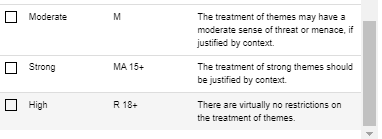 Moderate M The treatment of themes may have a
moderate sense of threat or menace, if
justified by context.
Strong MA 15+ The treatment of strong themes should
be justified by context.
High R 18+ There are virtually no restrictions on
the treatment of themes.